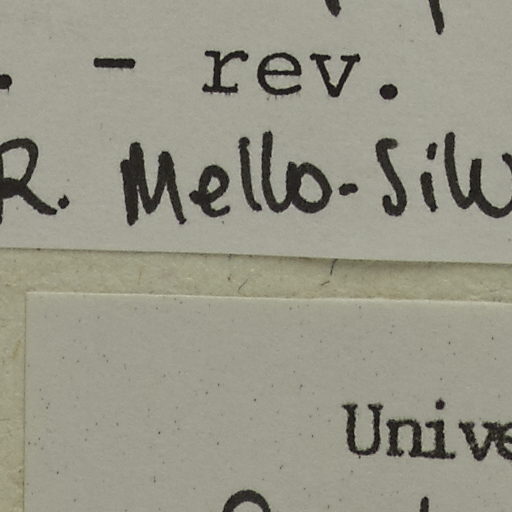 . - rev.
R. Mello-Silv
Unive